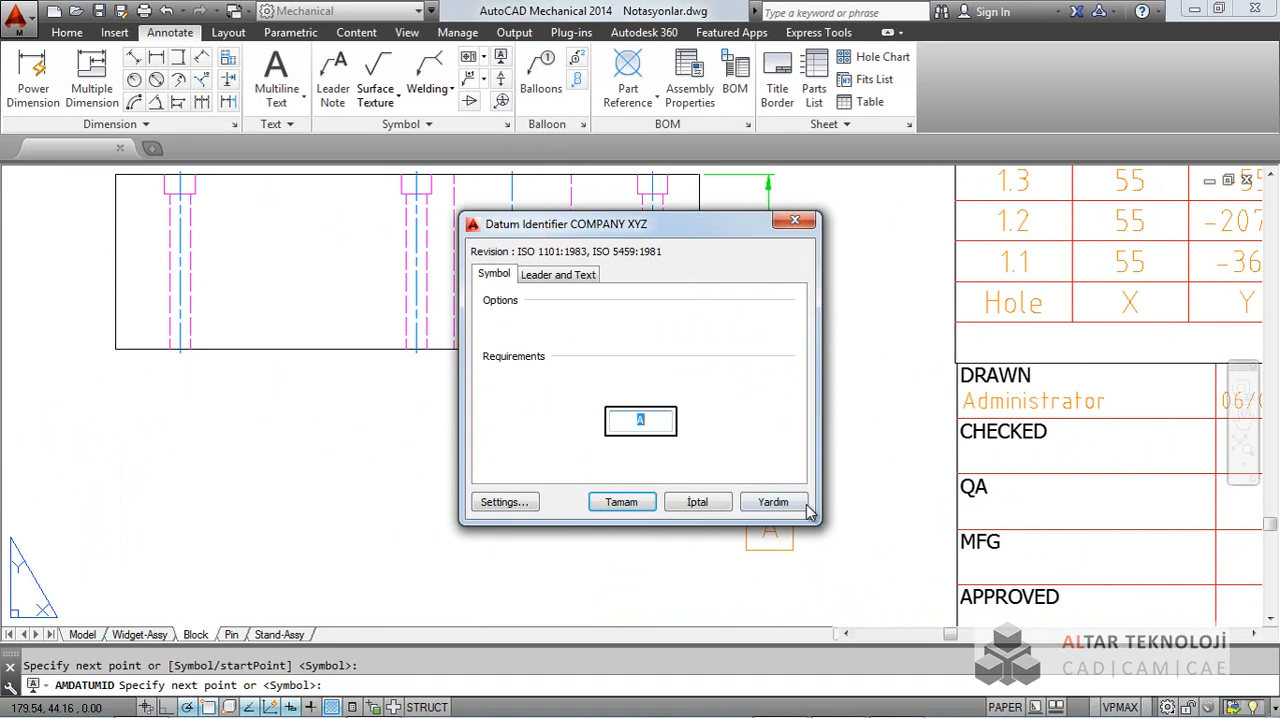 Mechanical
AutoCAD Mechanical 2014 Notasyonlar.dwg
Type a keyword or phrase
Sign In
M
Home Insert Annotate Layout Parametric Content View Manage Output Plug-ins Autodesk 360 Featured Apps Express Tools
Power Dimension
Multiple Dimension
Multiline Text
Leader Note
Surface Texture
Welding
Balloons
Part Reference
Assembly Properties
BOM
Title Border
Parts List
Hole Chart
Fits List
Table
Dimension
Text
Symbol
Balloon
BOM
Sheet
Datum Identifier COMPANY XYZ
Revision : ISO 1101:1983, ISO 5459:1981
Symbol Leader and Text
Options
Requirements
A
Settings... Tamam İptal Yardım
A
1.3 55
1.2 55 -207
1.1 55 -36
Hole X Y
DRAWN
Administrator 06/
CHECKED
QA
MFG
APPROVED
Y
X
Model Widget-Assy Block Pin Stand-Assy
Specify next point or [Symbol/startPoint] <Symbol>:
AMDATUMID Specify next point or <Symbol>:
ALTAR TEKNOLOJİ
CAD|CAM|CAE
179.54, 44.16, 0.00
STRUCT
PAPER
VPMAX